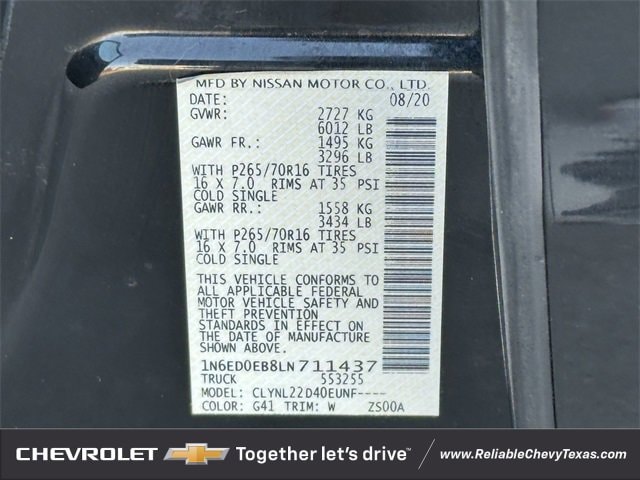 MFD BY NISSAN MOTOR CO., LTD.
DATE: 08/20
GVWR: 2727 KG
6012 LB
GAWR FR.: 1495 KG
3296 LB
WITH P265/70R16 TIRES
16 X 7.0 RIMS AT 35 PSI
COLD SINGLE
GAWR RR.: 1558 KG
3434 LB
WITH P265/70R16 TIRES
16 X 7.0 RIMS AT 35 PSI
COLD SINGLE
THIS VEHICLE CONFORMS TO
ALL APPLICABLE FEDERAL
MOTOR VEHICLE SAFETY AND
THEFT PREVENTION
STANDARDS IN EFFECT ON
THE DATE OF MANUFACTURE
SHOWN ABOVE.
1N6ED0EB8LN711437
TRUCK 553255
MODEL: CLYNL22D40EUNF----
COLOR: G41 TRIM: W ZS00A
CHEVROLET Together let's drive™ www.ReliableChevyTexas.com